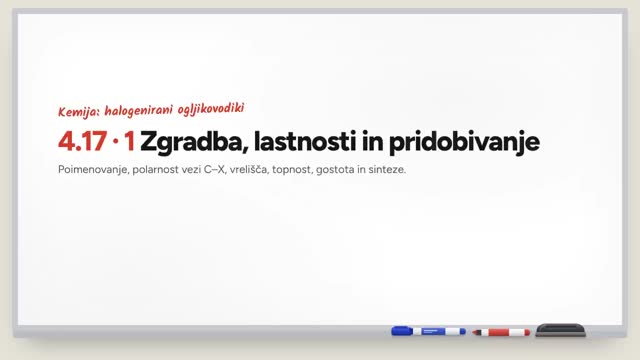 Kemija: halogenirani ogljikovodiki
4.17 · 1 Zgradba, lastnosti in pridobivanje
Poimenovanje, polarnost vezi C–X, vrelišča, topnost, gostota in sinteze.